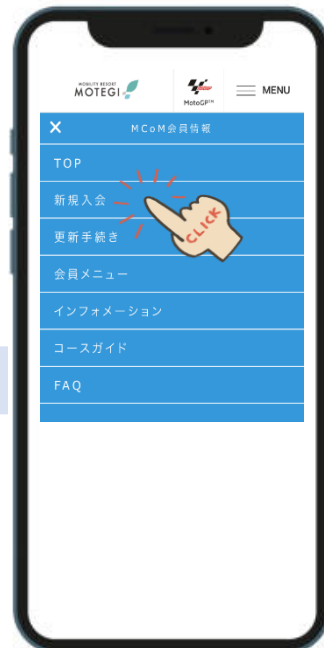 MOBILITY RESORT
MOTEGI
MotoGP™
MENU
× MCoM会員情報
TOP
新規入会
CLICK
更新手続き
会員メニュー
インフォメーション
コースガイド
FAQ